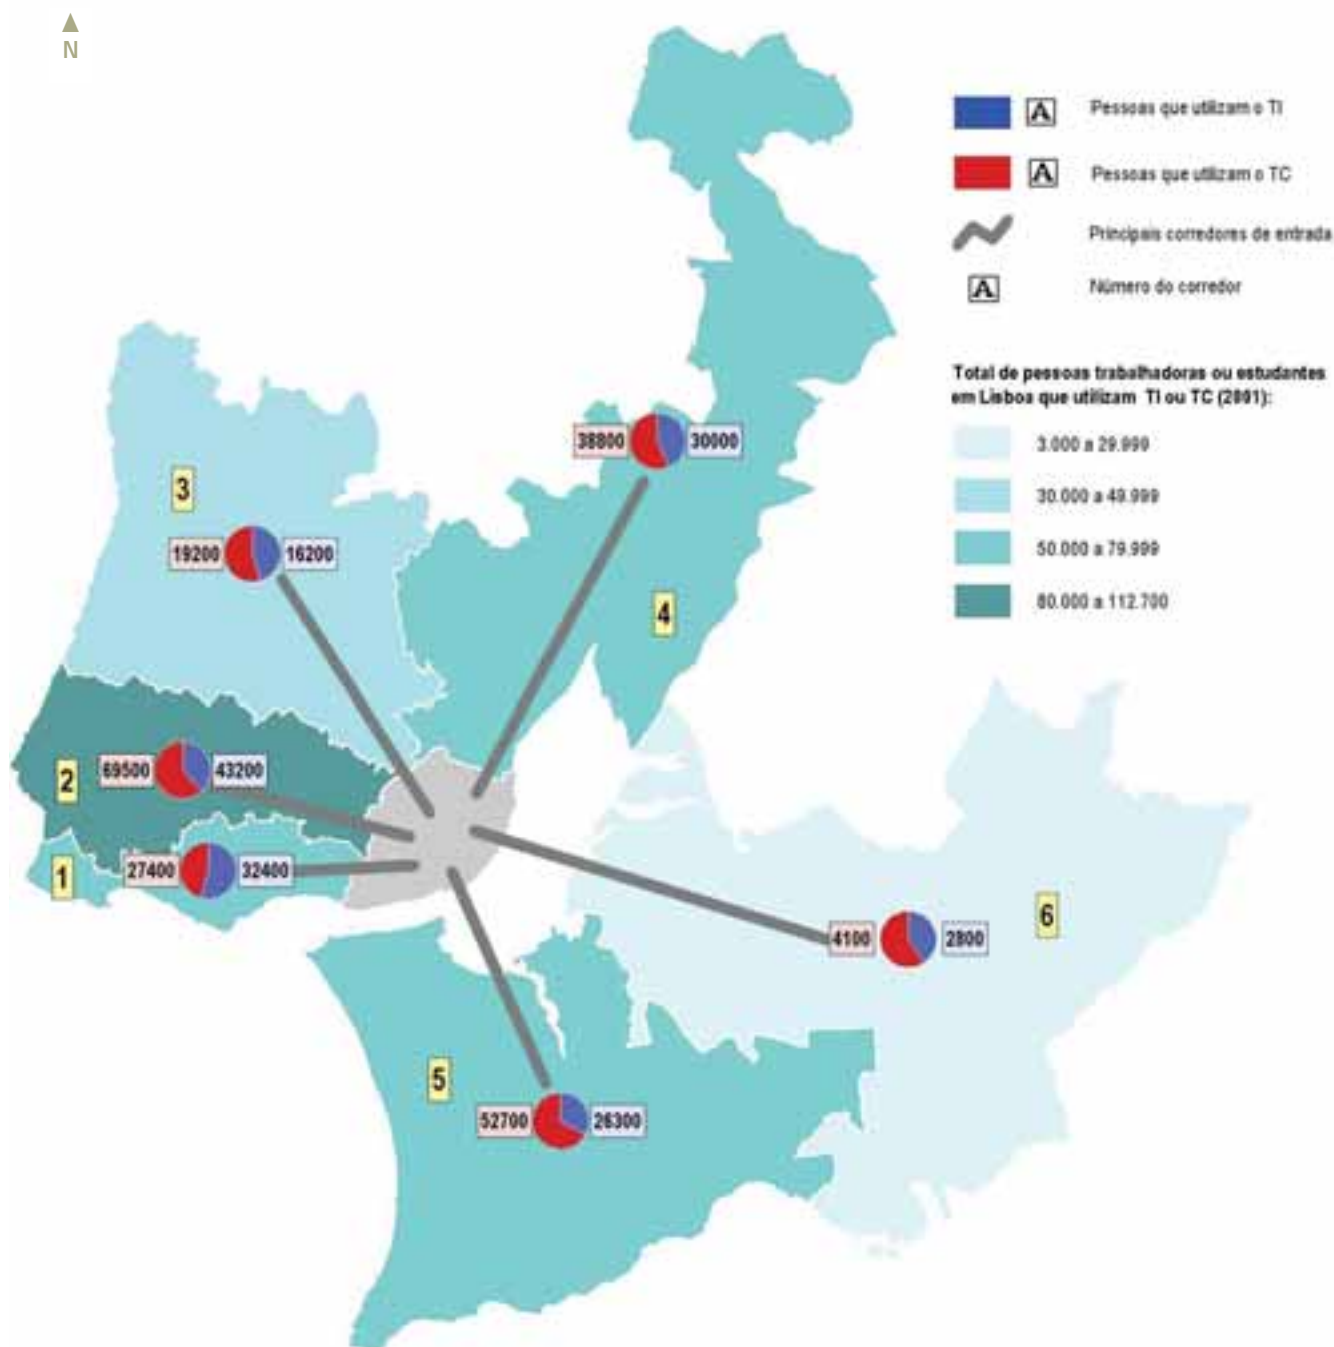 N
A Pessoas que utilizam o TI
A Pessoas que utilizam o TC
Principais corredores de entrada
A Número do corredor
Total de pessoas trabalhadoras ou estudantes
em Lisboa que utilizam TI ou TC (2001):
3.000 a 29.999
30.000 a 49.999
50.000 a 79.999
80.000 a 112.700
38800 30000
3
19200 16200
4
2
69500 43200
1
27400 32400
6
4100 2800
5
52700 26300